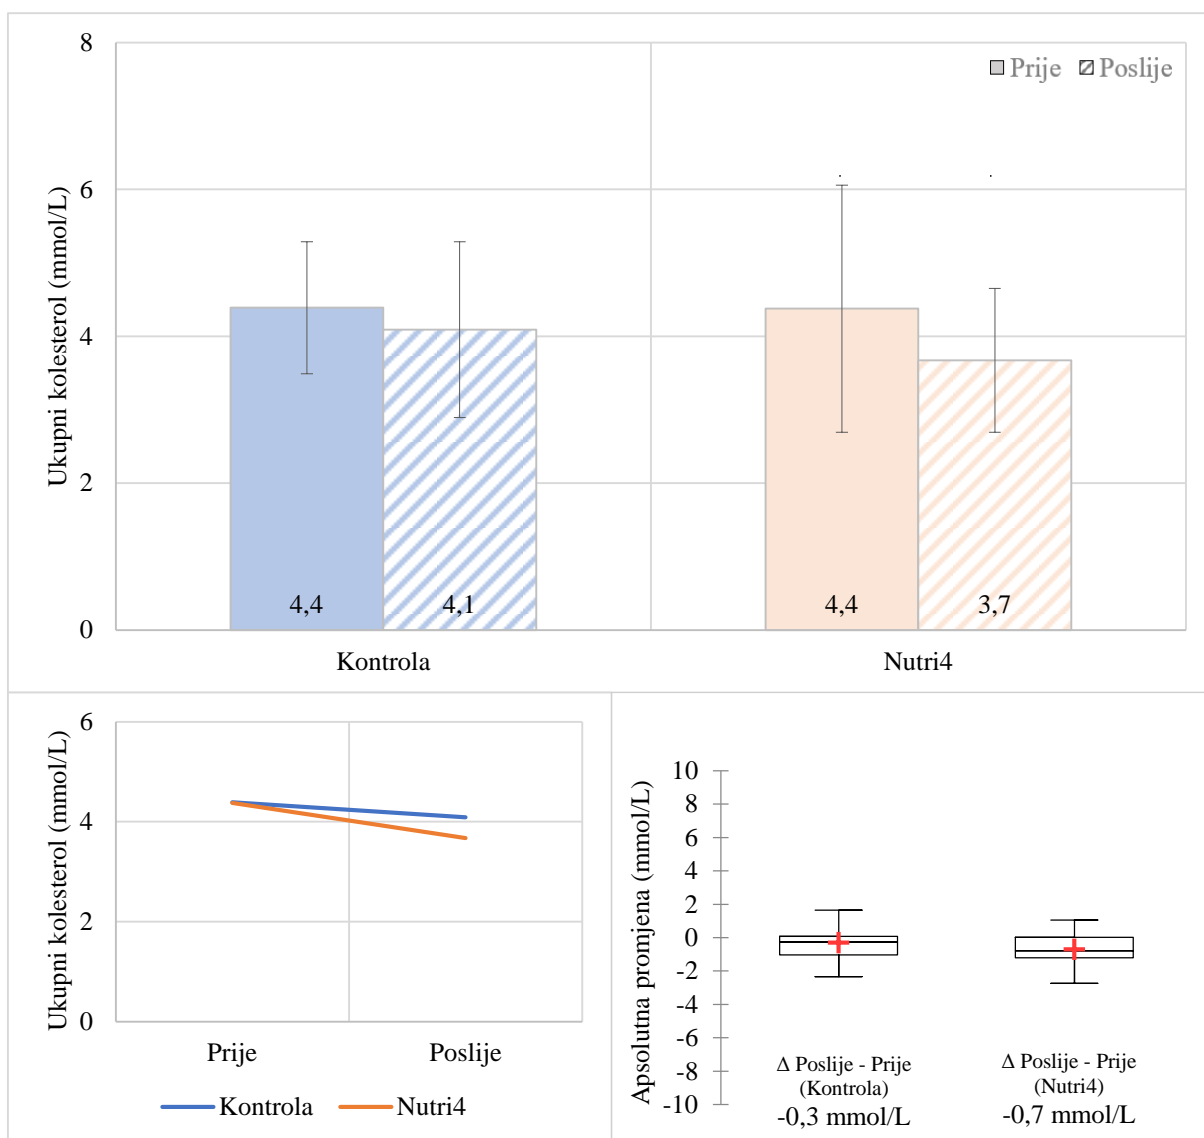 8
6
4
2
0
Ukupni kolesterol (mmol/L)
Prije Poslije
4,4 4,1 4,4 3,7
Kontrola Nutri4
6
4
2
0
Ukupni kolesterol (mmol/L)
Prije Poslije
Kontrola Nutri4
10
8
6
4
2
0
-2
-4
-6
-8
-10
Apsolutna promjena (mmol/L)
Δ Poslije - Prije
(Kontrola)
-0,3 mmol/L
Δ Poslije - Prije
(Nutri4)
-0,7 mmol/L